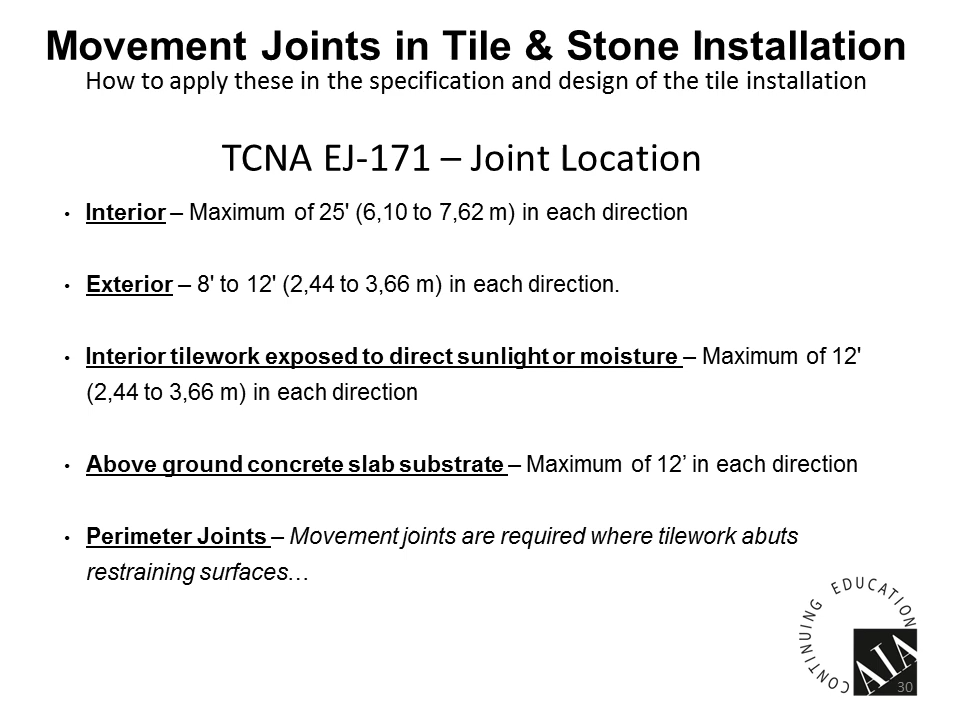 Movement Joints in Tile & Stone Installation
How to apply these in the specification and design of the tile installation
TCNA EJ-171 – Joint Location
• Interior – Maximum of 25' (6,10 to 7,62 m) in each direction
• Exterior – 8' to 12' (2,44 to 3,66 m) in each direction.
• Interior tilework exposed to direct sunlight or moisture – Maximum of 12'
(2,44 to 3,66 m) in each direction
• Above ground concrete slab substrate – Maximum of 12’ in each direction
• Perimeter Joints – Movement joints are required where tilework abuts
restraining surfaces…
CONTINUING EDUCATION
AIA
30